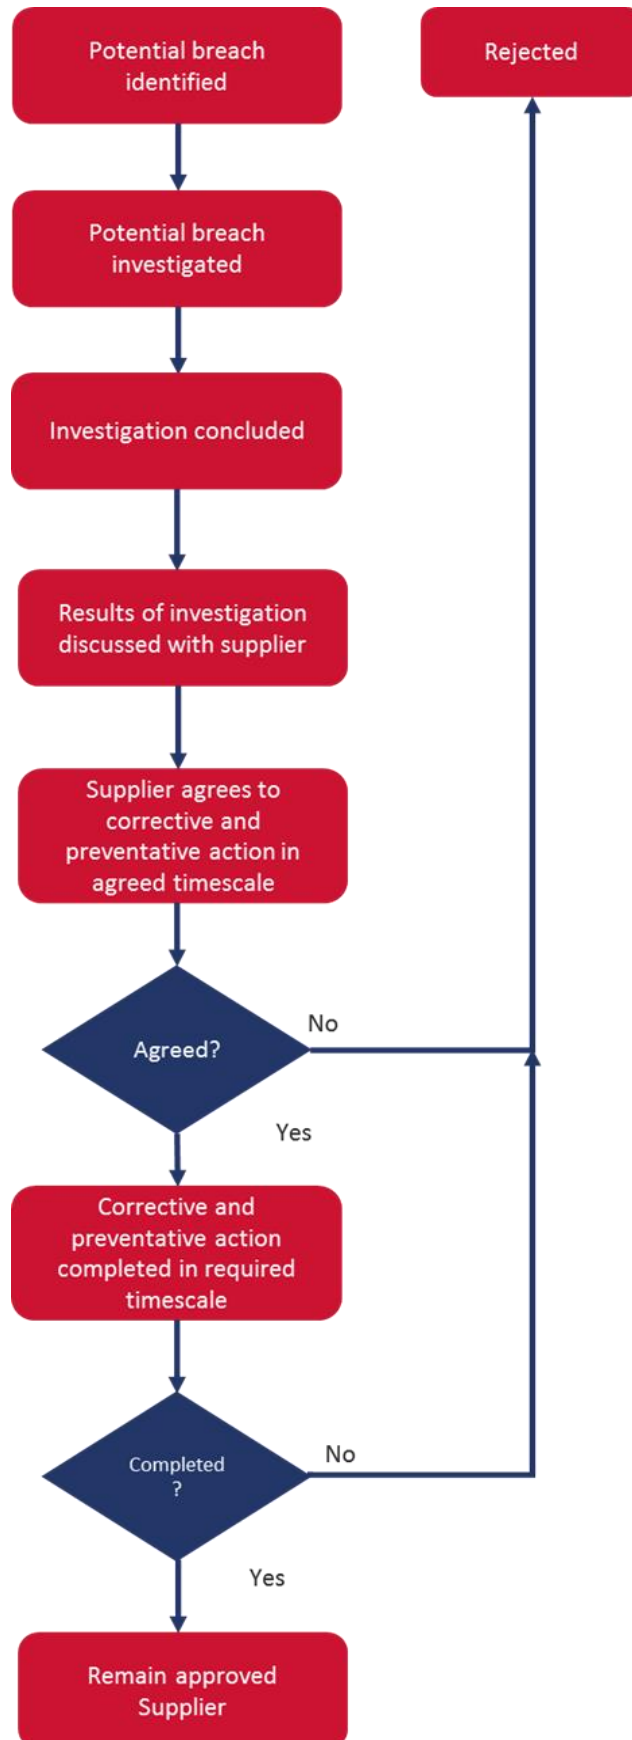 Potential breach
identified
Rejected
Potential breach
investigated
Investigation concluded
Results of investigation
discussed with supplier
Supplier agrees to
corrective and
preventative action in
agreed timescale
Agreed?
No
Yes
Corrective and
preventative action
completed in required
timescale
Completed
?
No
Yes
Remain approved
Supplier